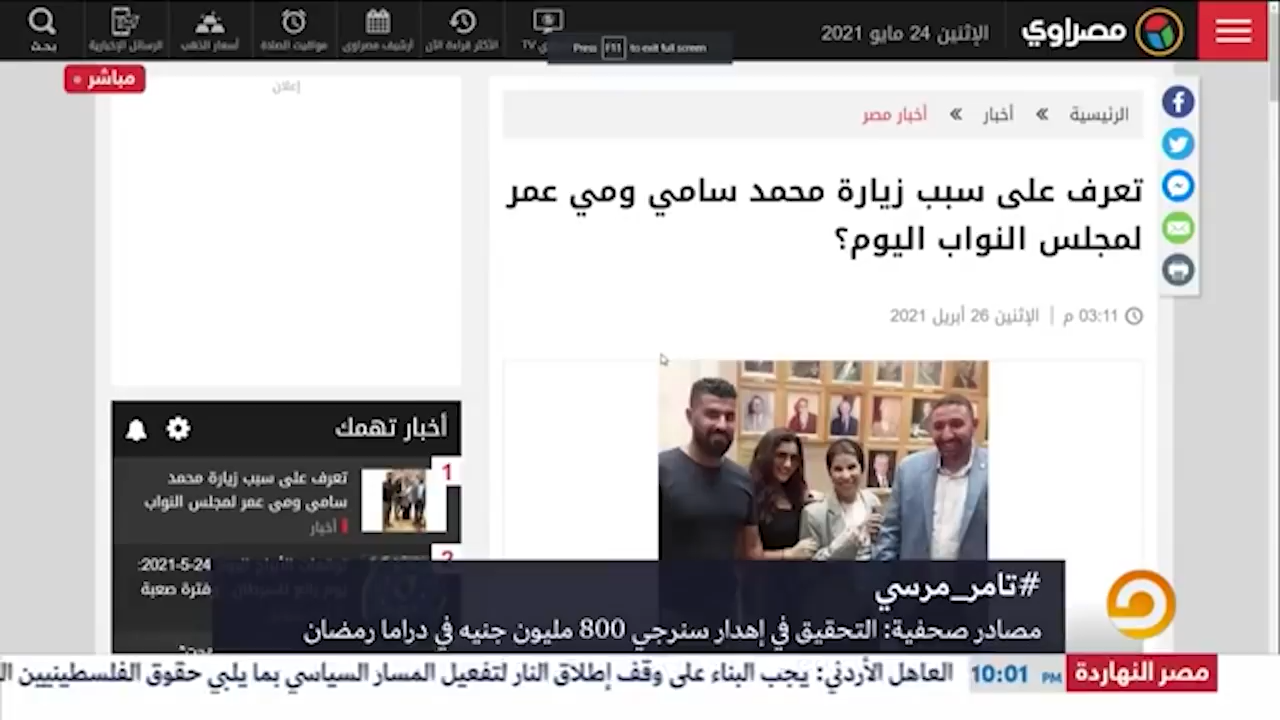 مصراوي
الإثنين 24 مايو 2021
TV
الأكثر قراءة الآن
أرشيف مصراوى
مواقيت الصلاة
أسعار الذهب
الرسائل الإخبارية
بحث
Press F11 to exit full screen
مباشر
إعلان
الرئيسية » أخبار » أخبار مصر
تعرف على سبب زيارة محمد سامي ومي عمر
لمجلس النواب اليوم؟
03:11 م | الإثنين 26 أبريل 2021
أخبار تهمك
1
تعرف على سبب زيارة محمد
سامي ومي عمر لمجلس النواب
أخبار
2
24-5-2021:
وفترة صعبة
#تامر_مرسي
مصادر صحفية: التحقيق في إهدار سنرجي 800 مليون جنيه في دراما رمضان
مصر النهاردة
10:01 PM
العاهل الأردني: يجب البناء على وقف إطلاق النار لتفعيل المسار السياسي بما يلبي حقوق الفلسطينيين